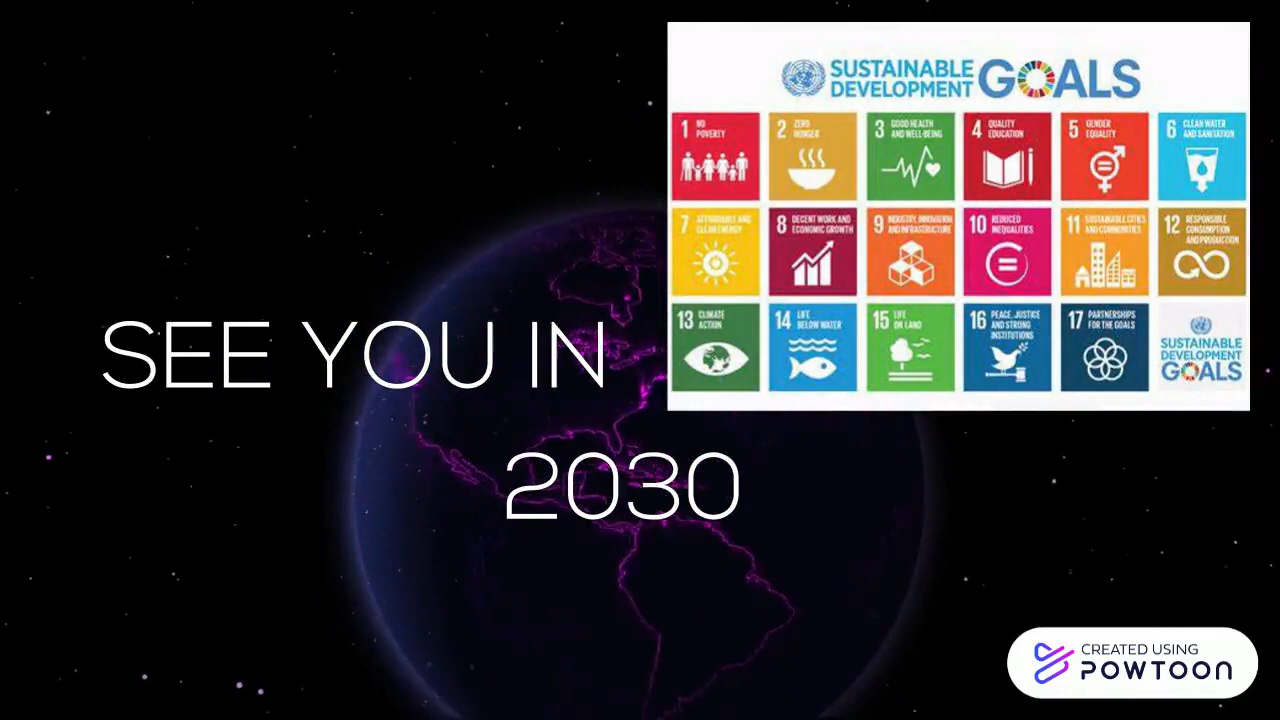 SUSTAINABLE
DEVELOPMENT
GOALS
1 NO
POVERTY
2 ZERO
HUNGER
3 GOOD HEALTH
AND WELL-BEING
4 QUALITY
EDUCATION
5 GENDER
EQUALITY
6 CLEAN WATER
AND SANITATION
7 AFFORDABLE AND
CLEAN ENERGY
8 DECENT WORK AND
ECONOMIC GROWTH
9 INDUSTRY, INNOVATION
AND INFRASTRUCTURE
10 REDUCED
INEQUALITIES
11 SUSTAINABLE CITIES
AND COMMUNITIES
12 RESPONSIBLE
CONSUMPTION
AND PRODUCTION
13 CLIMATE
ACTION
14 LIFE
BELOW WATER
15 LIFE
ON LAND
16 PEACE, JUSTICE
AND STRONG
INSTITUTIONS
17 PARTNERSHIPS
FOR THE GOALS
SUSTAINABLE
DEVELOPMENT
GOALS
SEE YOU IN
2030
CREATED USING
POWTOON